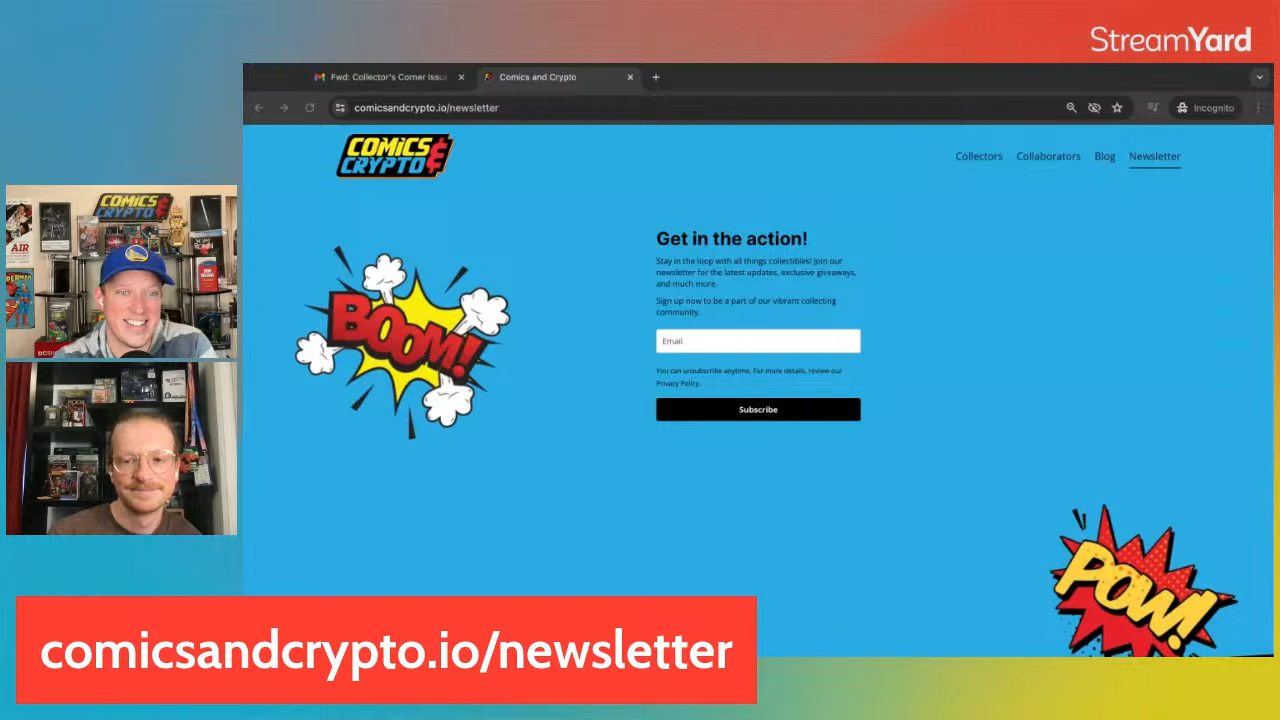 StreamYard
Fwd: Collector's Corner Issu
Comics and Crypto
comicsandcrypto.io/newsletter
Incognito
COMICS &
CRYPTO
Collectors
Collaborators
Blog
Newsletter
COMICS &
CRYPTO
AIR
BOOM!
Get in the action!
Stay in the loop with all things collectibles! Join our
newsletter for the latest updates, exclusive giveaways,
and much more.
Sign up now to be a part of our vibrant collecting
community.
Email
You can unsubscribe anytime. For more details, review our
Privacy Policy.
Subscribe
POW!
comicsandcrypto.io/newsletter